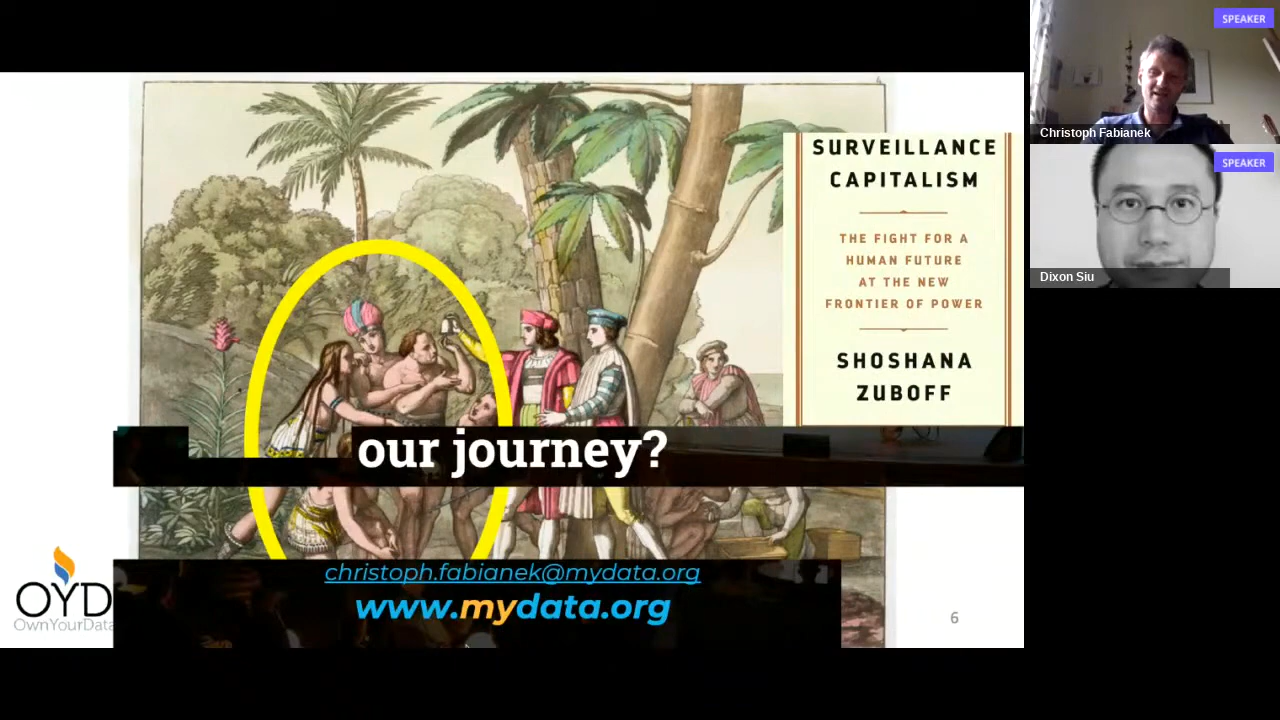 SURVEILLANCE
CAPITALISM
THE FIGHT FOR A
HUMAN FUTURE
AT THE NEW
FRONTIER OF POWER
SHOSHANA
ZUBOFF
our journey?
christoph.fabianek@mydata.org
www.mydata.org
OYD
OwnYourData
6
SPEAKER
Christoph Fabianek
SPEAKER
Dixon Siu